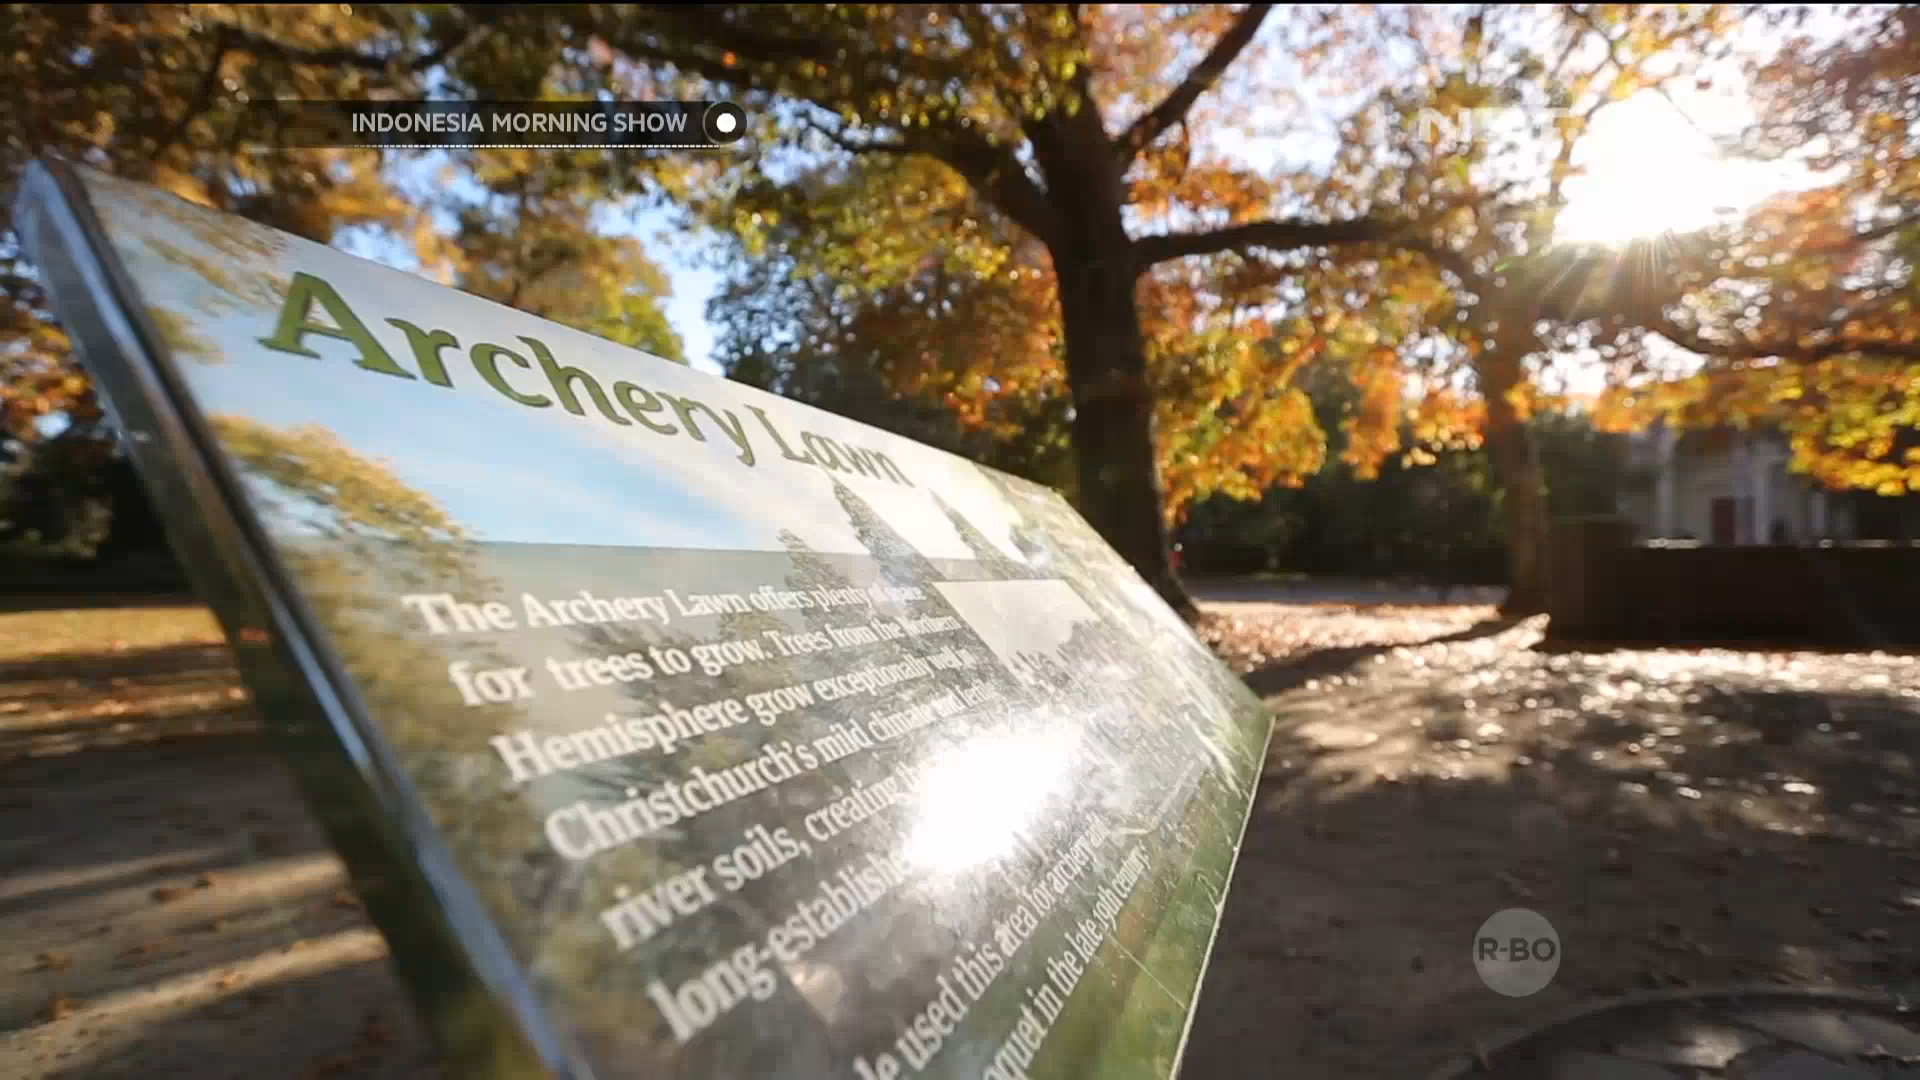 INDONESIA MORNING SHOW
NET
Archery Lawn
The Archery Lawn offers plenty of space
for trees to grow. Trees from the Northern
Hemisphere grow exceptionally well in
Christchurch's mild climate and fertile
river soils, creating
long-established
used this area for archery and
croquet in the late 19th century.
R-BO